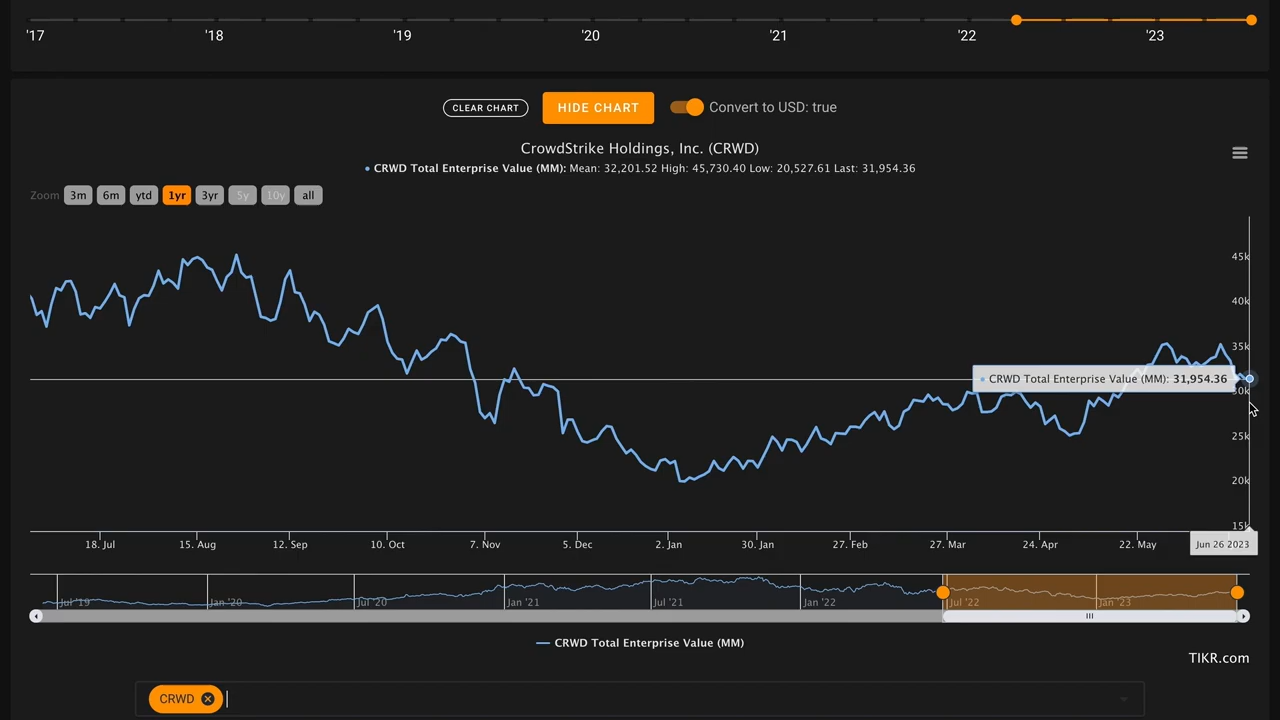 '17 '18 '19 '20 '21 '22 '23
CLEAR CHART HIDE CHART Convert to USD: true
CrowdStrike Holdings, Inc. (CRWD)
CRWD Total Enterprise Value (MM): Mean: 32,201.52 High: 45,730.40 Low: 20,527.61 Last: 31,954.36
Zoom 3m 6m ytd 1yr 3yr 5y 10y all
45k
40k
35k
CRWD Total Enterprise Value (MM): 31,954.36
30k
25k
20k
15k
18. Jul 15. Aug 12. Sep 10. Oct 7. Nov 5. Dec 2. Jan 30. Jan 27. Feb 27. Mar 24. Apr 22. May Jun 26 2023
Jul '19 Jan '20 Jul '20 Jan '21 Jul '21 Jan '22 Jul '22 Jan '23
CRWD Total Enterprise Value (MM)
TIKR.com
CRWD